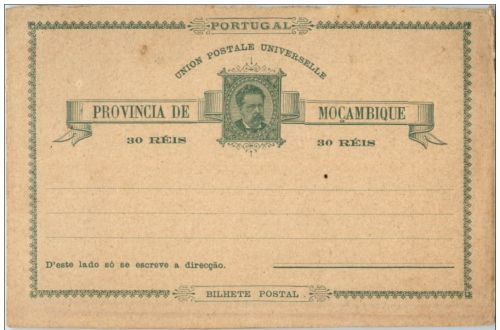 PORTUGAL
UNION POSTALE UNIVERSELLE
PROVINCIA DE MOÇAMBIQUE
30 RÉIS 30 RÉIS
D'este lado só se escreve a direcção.
BILHETE POSTAL